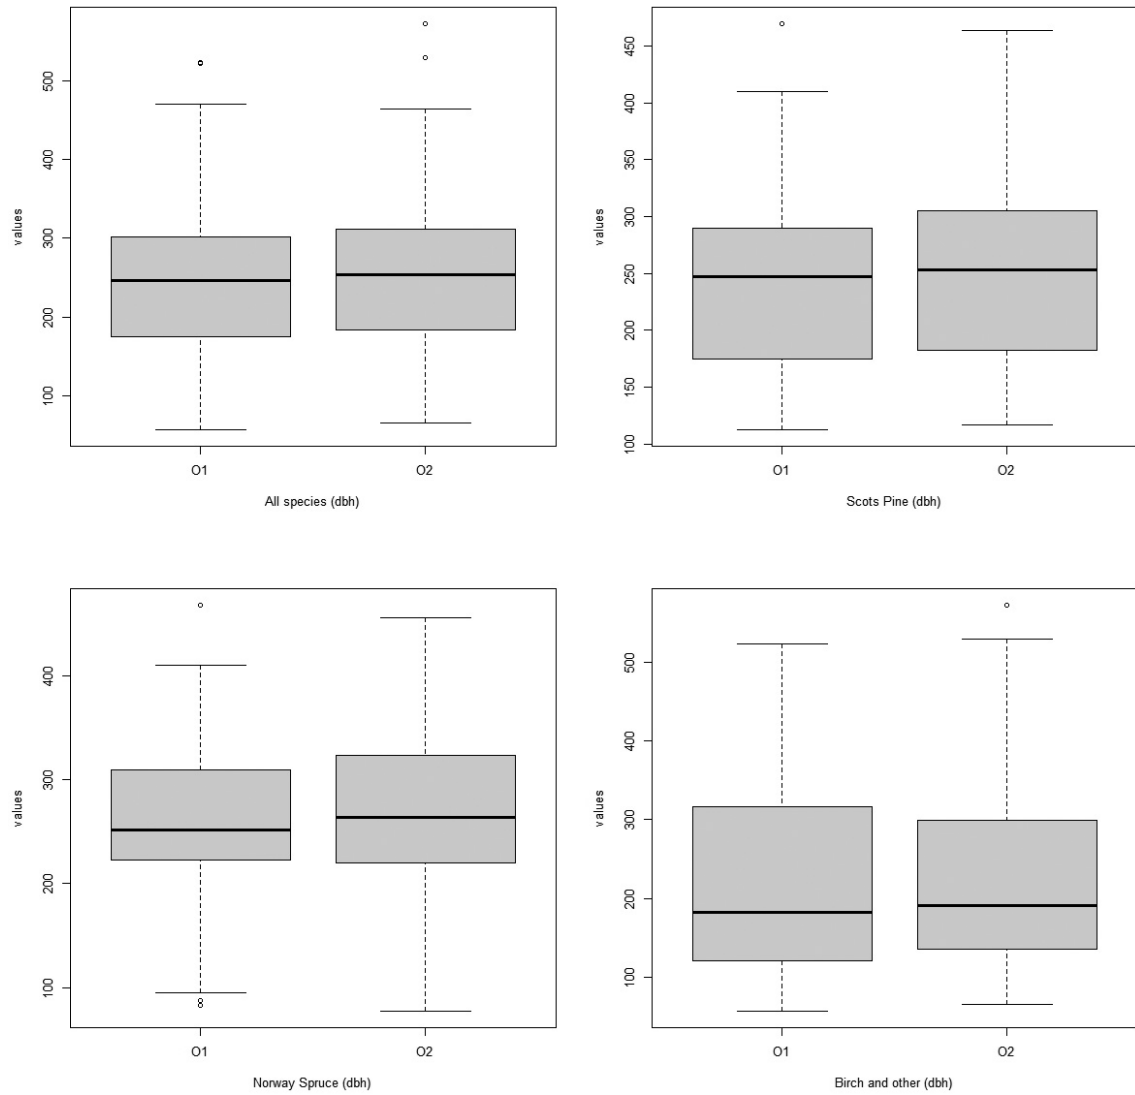 values
500
400
300
200
100
O1 O2
All species (dbh)
values
450
400
350
300
250
200
150
100
O1 O2
Scots Pine (dbh)
values
400
300
200
100
O1 O2
Norway Spruce (dbh)
values
500
400
300
200
100
O1 O2
Birch and other (dbh)